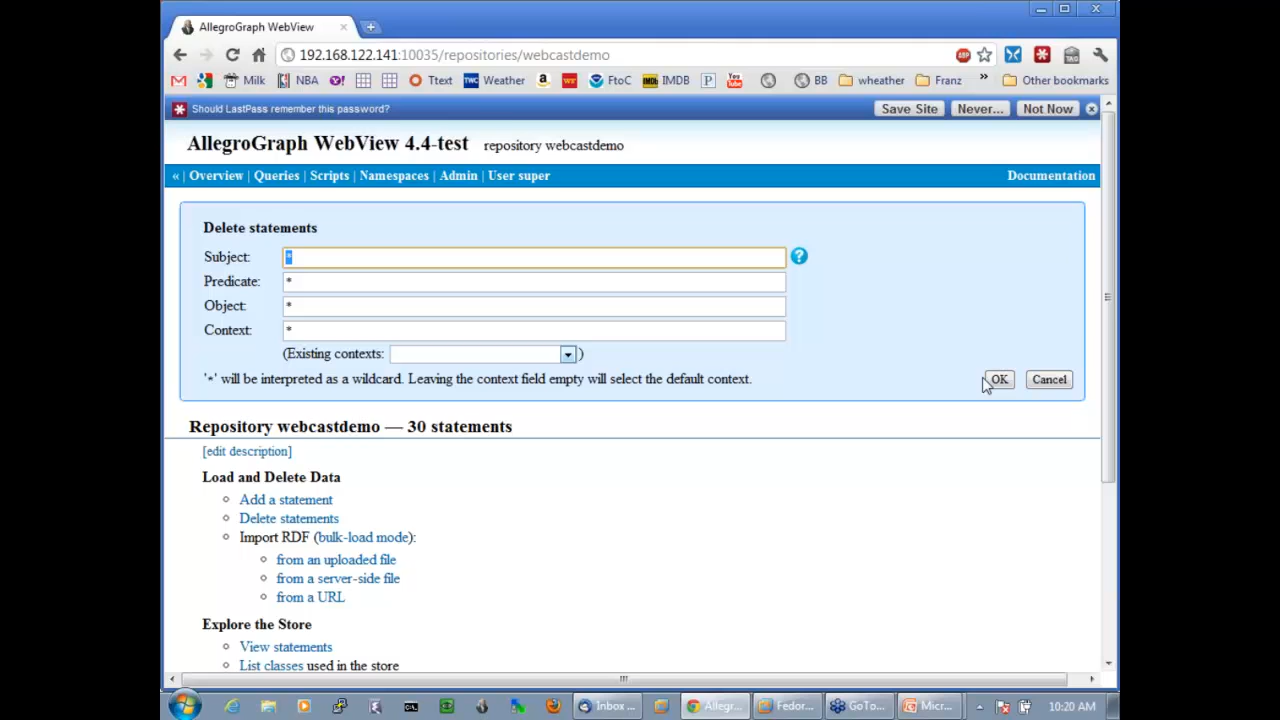 AllegroGraph WebView
192.168.122.141:10035/repositories/webcastdemo
Milk NBA Ttext Weather FtoC IMDB BB wheather Franz » Other bookmarks
Should LastPass remember this password? Save Site Never... Not Now
AllegroGraph WebView 4.4-test repository webcastdemo
« | Overview | Queries | Scripts | Namespaces | Admin | User super Documentation
Delete statements
Subject: * ?
Predicate: *
Object: *
Context: *
(Existing contexts: )
'*' will be interpreted as a wildcard. Leaving the context field empty will select the default context. OK Cancel
Repository webcastdemo — 30 statements
[edit description]
Load and Delete Data
Add a statement
Delete statements
Import RDF (bulk-load mode):
from an uploaded file
from a server-side file
from a URL
Explore the Store
View statements
List classes used in the store
Inbox ... Allegr... Fedor... GoTo... Micr... 10:20 AM